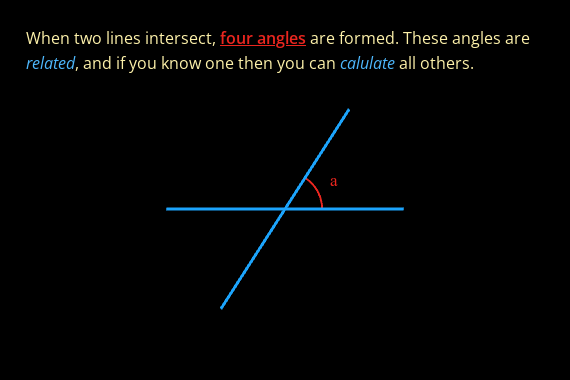 When two lines intersect, four angles are formed. These angles are
related, and if you know one then you can calulate all others.
a